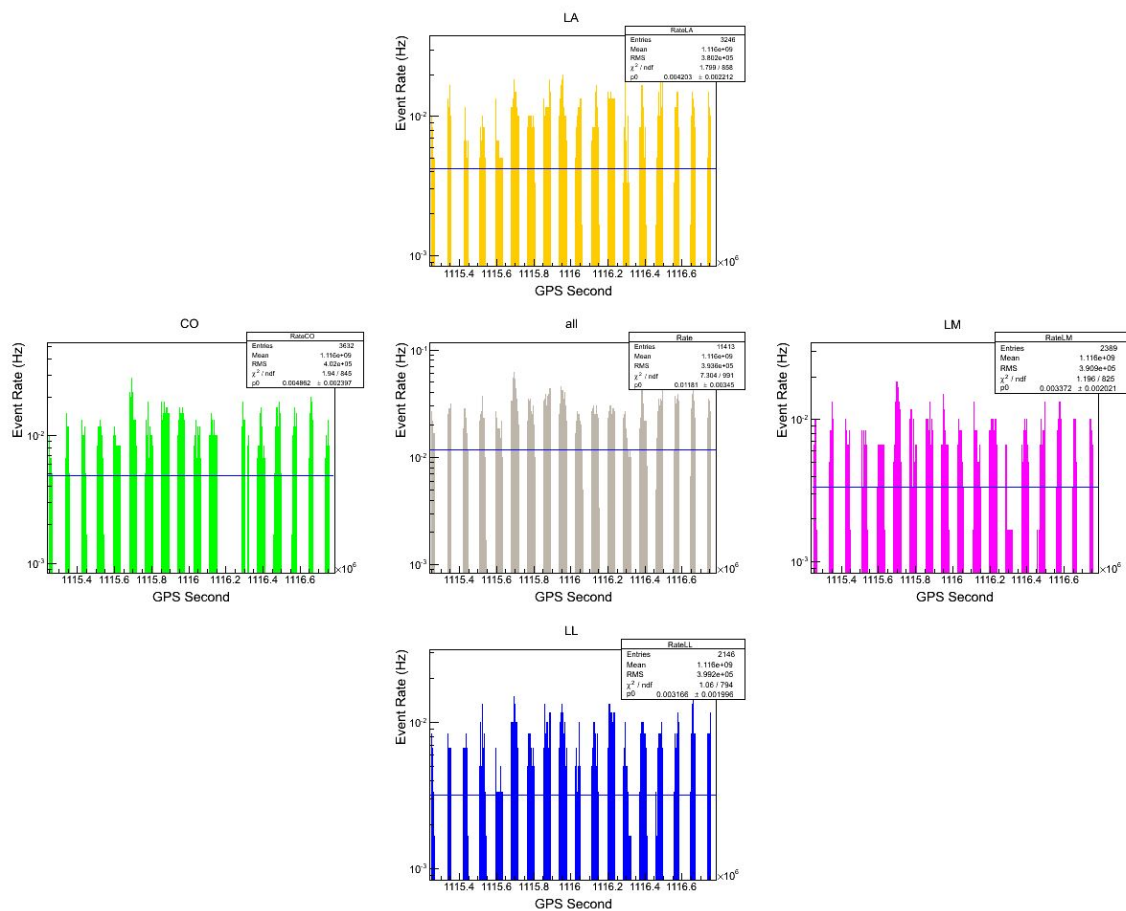 LA
RateLA
Entries 3246
Mean 1.116e+09
RMS 3.802e+05
χ² / ndf 1.799 / 858
p0 0.004203 ± 0.002212
Event Rate (Hz)
10⁻²
10⁻³
1115.4 1115.6 1115.8 1116 1116.2 1116.4 1116.6
×10⁶
GPS Second
CO
RateCO
Entries 3632
Mean 1.116e+09
RMS 4.02e+05
χ² / ndf 1.94 / 845
p0 0.004862 ± 0.002397
Event Rate (Hz)
10⁻²
10⁻³
1115.4 1115.6 1115.8 1116 1116.2 1116.4 1116.6
×10⁶
GPS Second
all
Rate
Entries 11413
Mean 1.116e+09
RMS 3.936e+05
χ² / ndf 7.304 / 991
p0 0.01181 ± 0.00345
Event Rate (Hz)
10⁻¹
10⁻²
10⁻³
1115.4 1115.6 1115.8 1116 1116.2 1116.4 1116.6
×10⁶
GPS Second
LM
RateLM
Entries 2389
Mean 1.116e+09
RMS 3.909e+05
χ² / ndf 1.196 / 825
p0 0.003372 ± 0.002021
Event Rate (Hz)
10⁻²
10⁻³
1115.4 1115.6 1115.8 1116 1116.2 1116.4 1116.6
×10⁶
GPS Second
LL
RateLL
Entries 2146
Mean 1.116e+09
RMS 3.992e+05
χ² / ndf 1.06 / 794
p0 0.003166 ± 0.001996
Event Rate (Hz)
10⁻²
10⁻³
1115.4 1115.6 1115.8 1116 1116.2 1116.4 1116.6
×10⁶
GPS Second